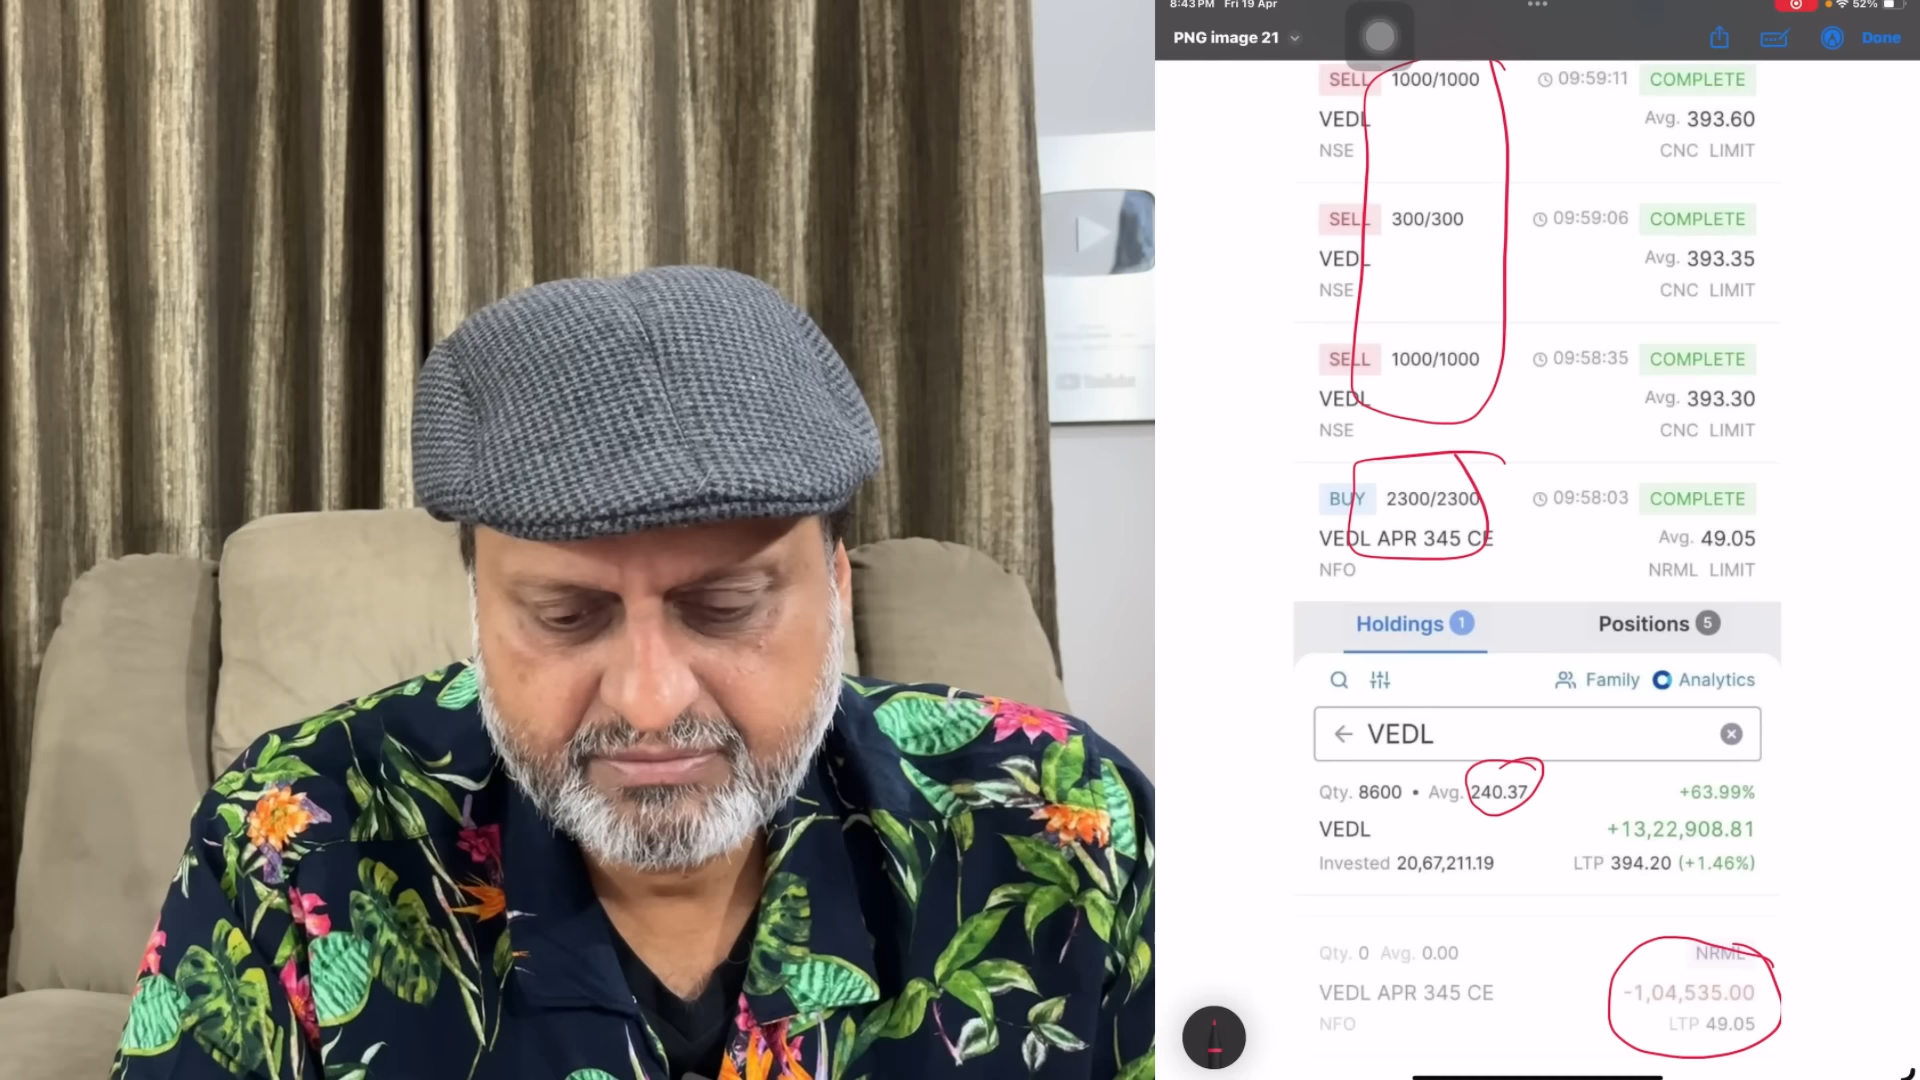 8:43 PM Fri 19 Apr
52%
PNG image 21
Done
SELL 1000/1000 09:59:11 COMPLETE
VEDL Avg. 393.60
NSE CNC LIMIT
SELL 300/300 09:59:06 COMPLETE
VEDL Avg. 393.35
NSE CNC LIMIT
SELL 1000/1000 09:58:35 COMPLETE
VEDL Avg. 393.30
NSE CNC LIMIT
BUY 2300/2300 09:58:03 COMPLETE
VEDL APR 345 CE Avg. 49.05
NFO NRML LIMIT
Holdings 1 Positions 5
Family Analytics
VEDL
Qty. 8600 • Avg. 240.37 +63.99%
VEDL +13,22,908.81
Invested 20,67,211.19 LTP 394.20 (+1.46%)
Qty. 0 Avg. 0.00 NRML
VEDL APR 345 CE -1,04,535.00
NFO LTP 49.05
YouTube